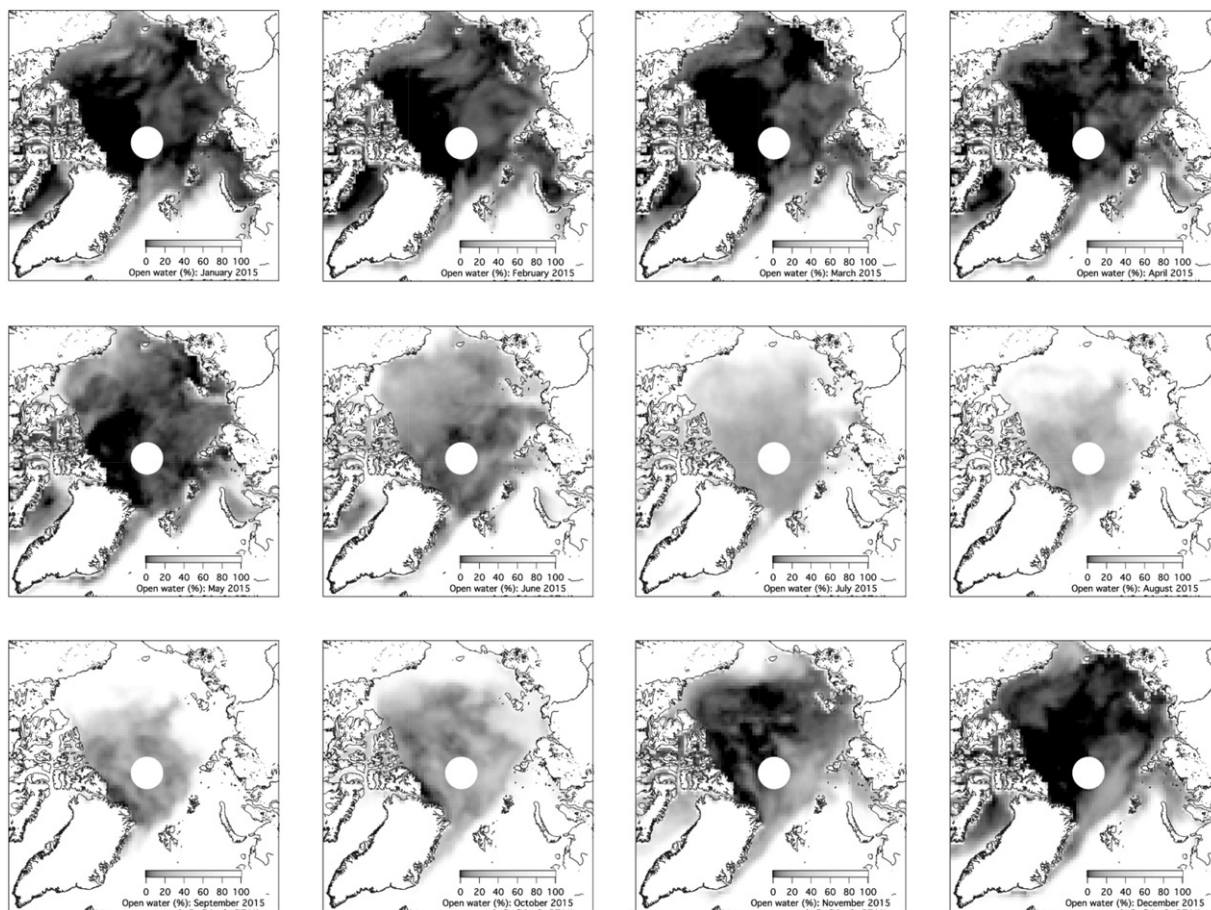 0 20 40 60 80 100
Open water (%): January 2015
0 20 40 60 80 100
Open water (%): February 2015
0 20 40 60 80 100
Open water (%): March 2015
0 20 40 60 80 100
Open water (%): April 2015
0 20 40 60 80 100
Open water (%): May 2015
0 20 40 60 80 100
Open water (%): June 2015
0 20 40 60 80 100
Open water (%): July 2015
0 20 40 60 80 100
Open water (%): August 2015
0 20 40 60 80 100
Open water (%): September 2015
0 20 40 60 80 100
Open water (%): October 2015
0 20 40 60 80 100
Open water (%): November 2015
0 20 40 60 80 100
Open water (%): December 2015